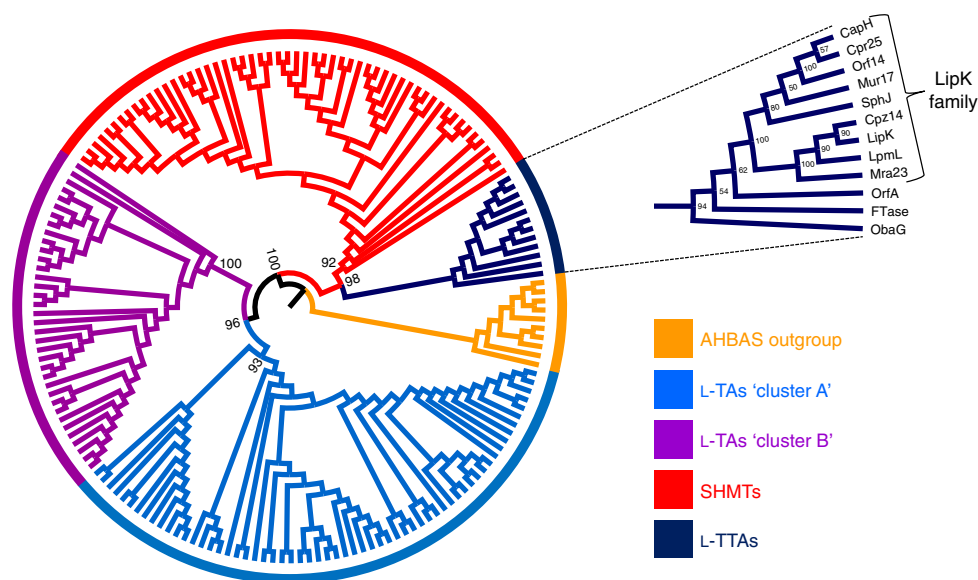 CapH
57
Cpr25
100
Orf14
50
Mur17
80
SphJ
100
Cpz14
90
LipK
90
LpmL
100
Mra23
62
OrfA
54
FTase
94
ObaG
LipK
family
100
92
98
100
96
93
AHBAS outgroup
L-TAs ‘cluster A’
L-TAs ‘cluster B’
SHMTs
L-TTAs